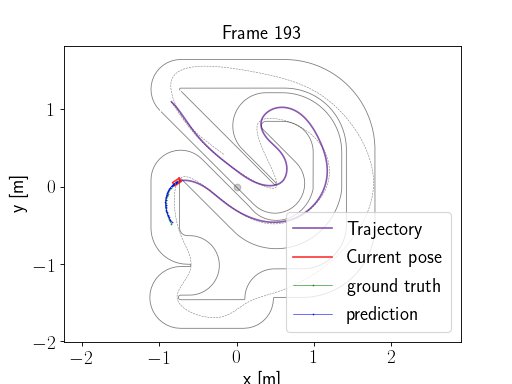 Frame 193
y [m]
1
0
−1
−2
Trajectory
Current pose
ground truth
prediction
−2 −1 0 1 2
x [m]